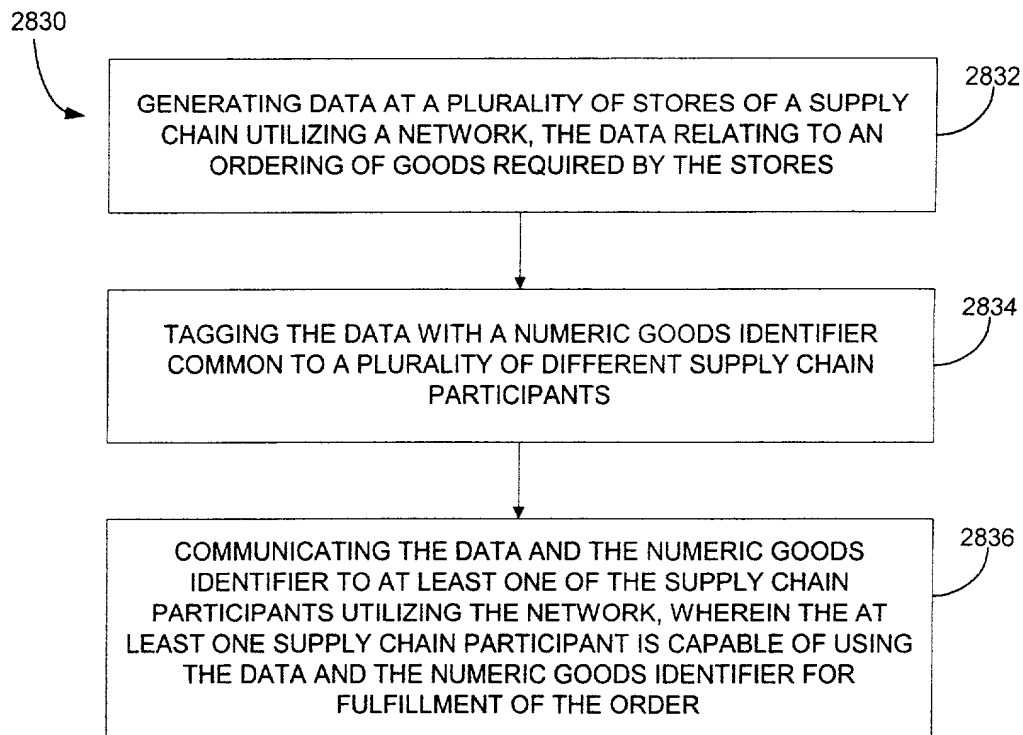 2830
2832
GENERATING DATA AT A PLURALITY OF STORES OF A SUPPLY
CHAIN UTILIZING A NETWORK, THE DATA RELATING TO AN
ORDERING OF GOODS REQUIRED BY THE STORES
2834
TAGGING THE DATA WITH A NUMERIC GOODS IDENTIFIER
COMMON TO A PLURALITY OF DIFFERENT SUPPLY CHAIN
PARTICIPANTS
2836
COMMUNICATING THE DATA AND THE NUMERIC GOODS
IDENTIFIER TO AT LEAST ONE OF THE SUPPLY CHAIN
PARTICIPANTS UTILIZING THE NETWORK, WHEREIN THE AT
LEAST ONE SUPPLY CHAIN PARTICIPANT IS CAPABLE OF USING
THE DATA AND THE NUMERIC GOODS IDENTIFIER FOR
FULFILLMENT OF THE ORDER